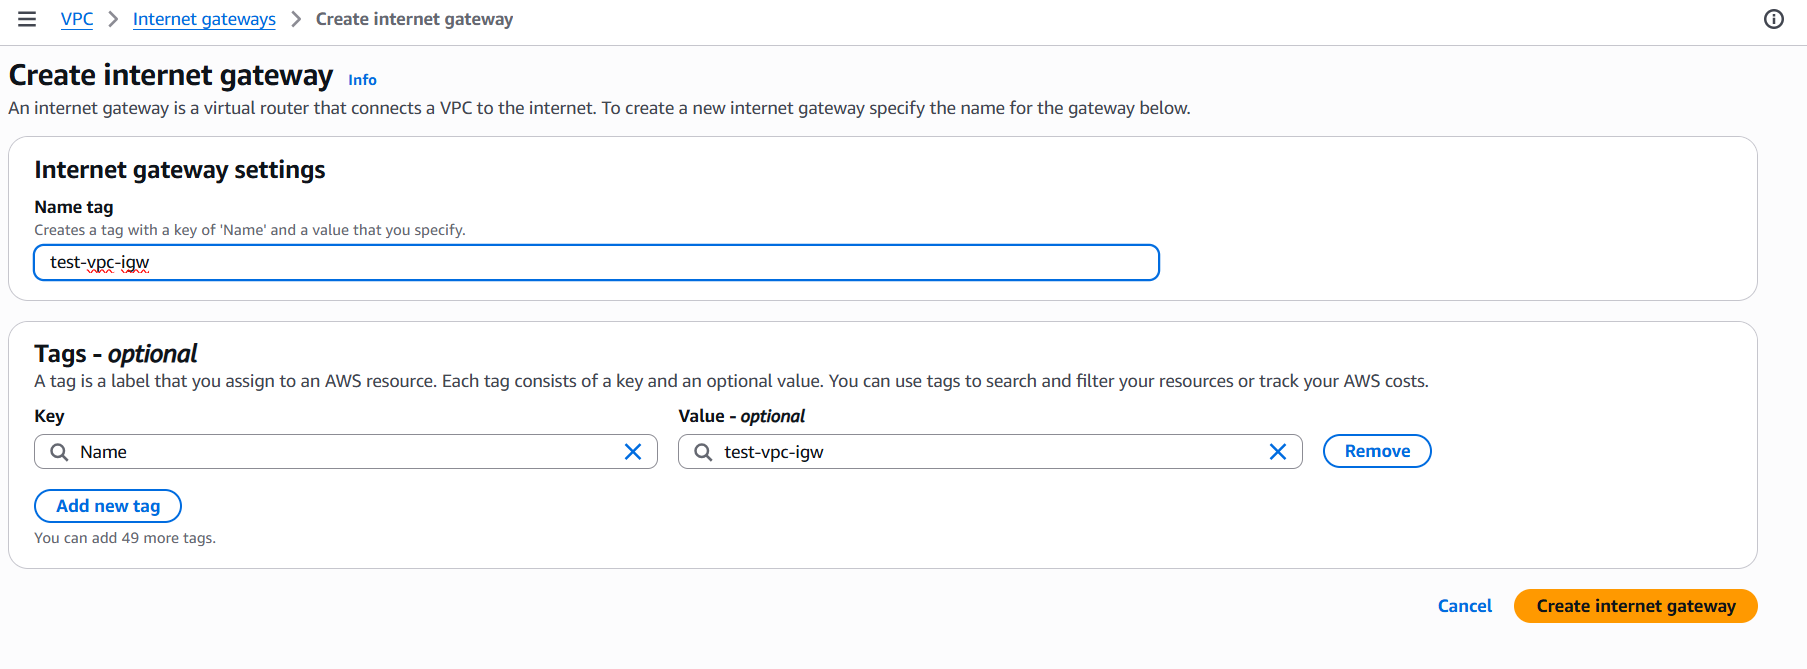 VPC > Internet gateways > Create internet gateway
Create internet gateway Info
An internet gateway is a virtual router that connects a VPC to the internet. To create a new internet gateway specify the name for the gateway below.
Internet gateway settings
Name tag
Creates a tag with a key of 'Name' and a value that you specify.
test-vpc-igw
Tags - optional
A tag is a label that you assign to an AWS resource. Each tag consists of a key and an optional value. You can use tags to search and filter your resources or track your AWS costs.
Key Value - optional
Name test-vpc-igw Remove
Add new tag
You can add 49 more tags.
Cancel Create internet gateway